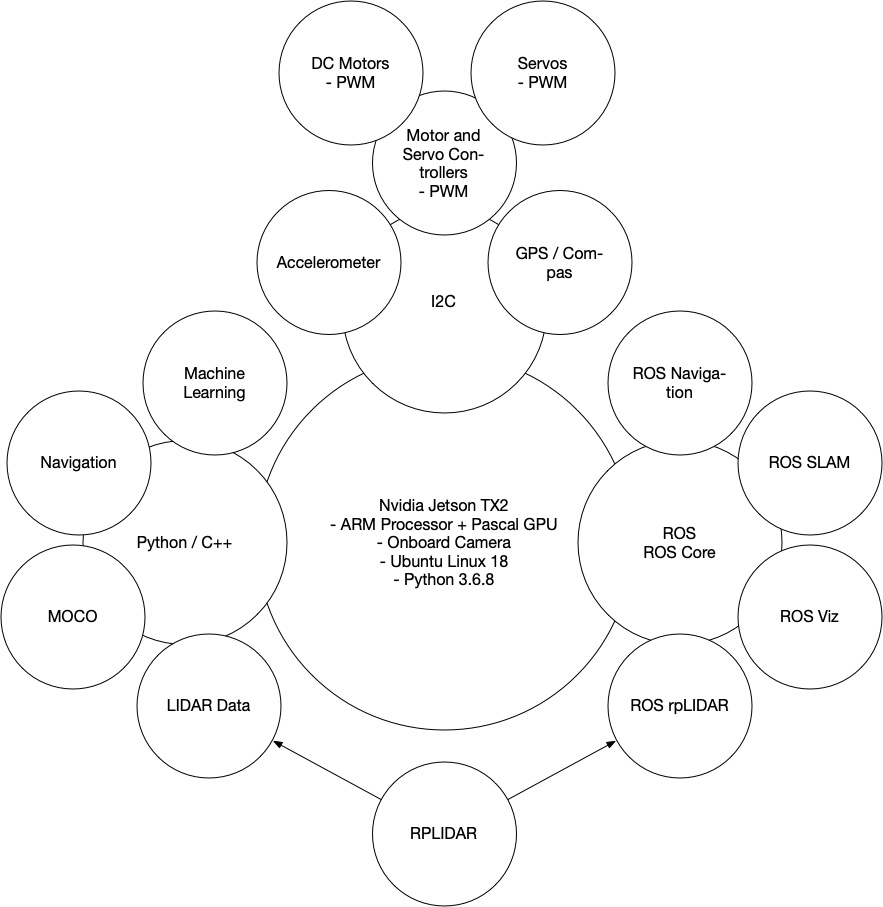 DC Motors
- PWM
Servos
- PWM
Motor and
Servo Con-
trollers
- PWM
Accelerometer
GPS / Com-
pas
I2C
Machine
Learning
ROS Naviga-
tion
Navigation
ROS SLAM
Python / C++
Nvidia Jetson TX2
- ARM Processor + Pascal GPU
- Onboard Camera
- Ubuntu Linux 18
- Python 3.6.8
ROS
ROS Core
MOCO
ROS Viz
LIDAR Data
ROS rpLIDAR
RPLIDAR